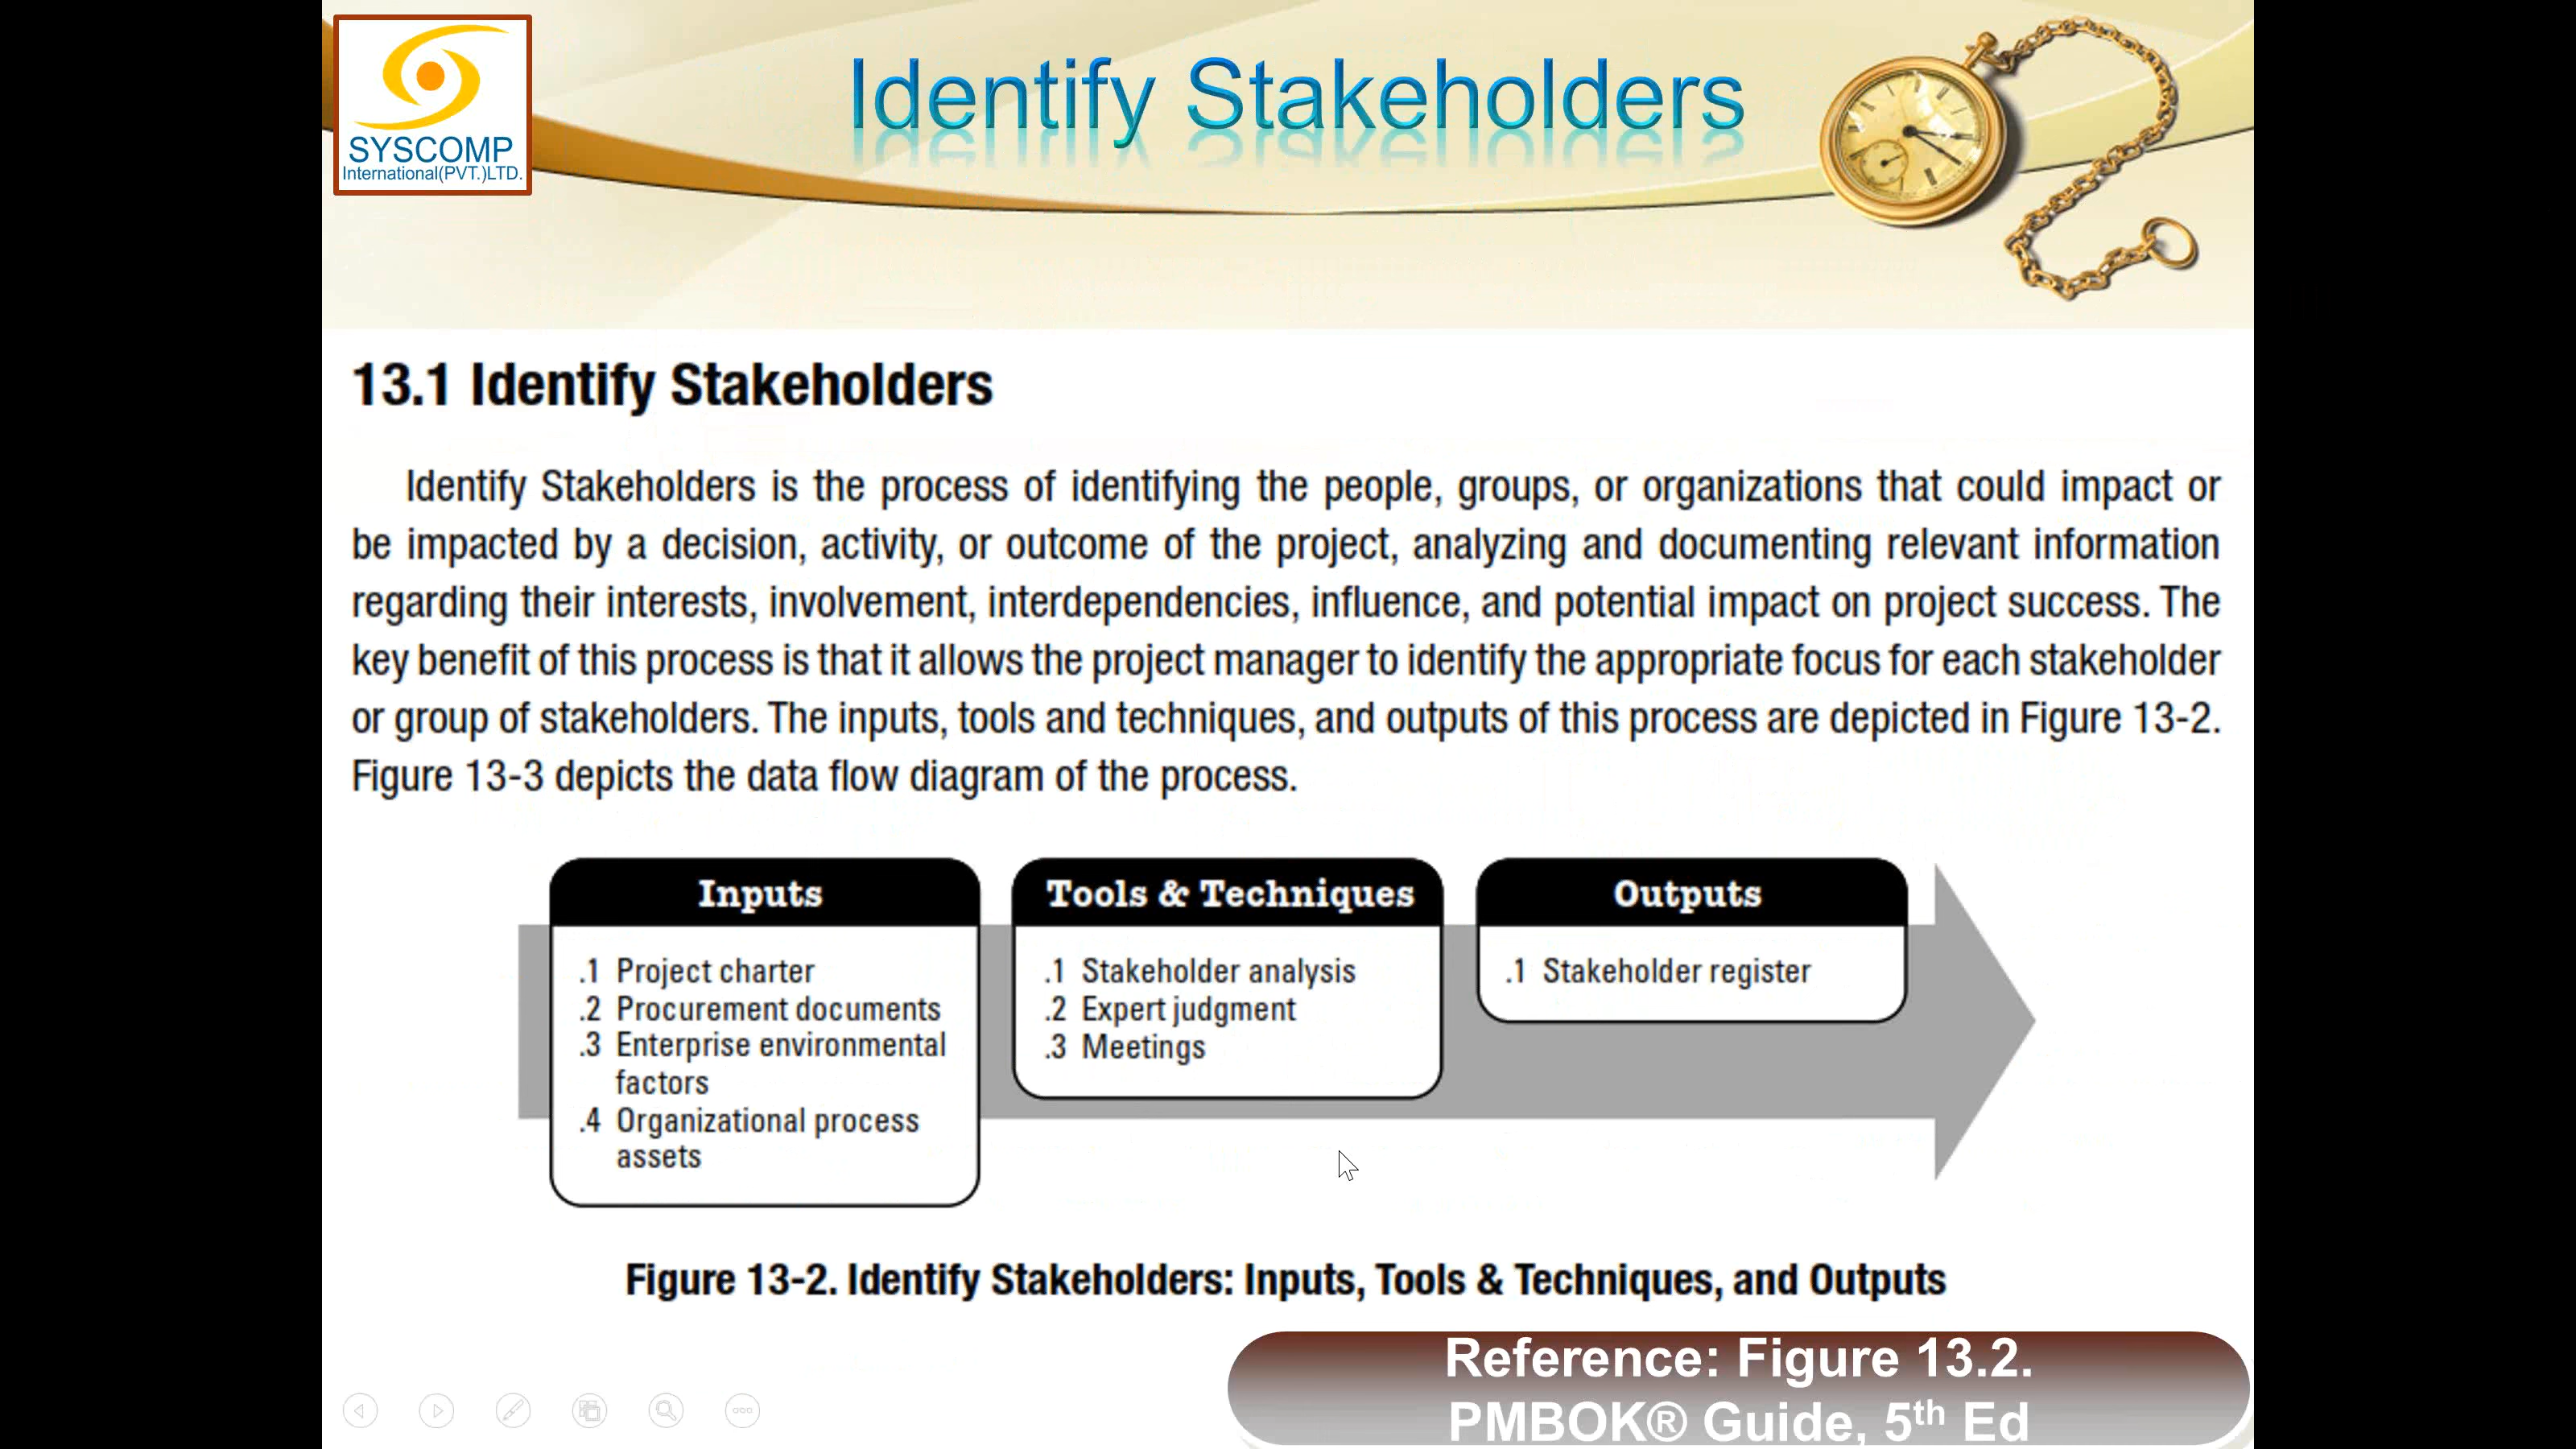 SYSCOMP
International(PVT.)LTD.
Identify Stakeholders
13.1 Identify Stakeholders
Identify Stakeholders is the process of identifying the people, groups, or organizations that could impact or
be impacted by a decision, activity, or outcome of the project, analyzing and documenting relevant information
regarding their interests, involvement, interdependencies, influence, and potential impact on project success. The
key benefit of this process is that it allows the project manager to identify the appropriate focus for each stakeholder
or group of stakeholders. The inputs, tools and techniques, and outputs of this process are depicted in Figure 13-2.
Figure 13-3 depicts the data flow diagram of the process.
Inputs
.1 Project charter
.2 Procurement documents
.3 Enterprise environmental
factors
.4 Organizational process
assets
Tools & Techniques
.1 Stakeholder analysis
.2 Expert judgment
.3 Meetings
Outputs
.1 Stakeholder register
Figure 13-2. Identify Stakeholders: Inputs, Tools & Techniques, and Outputs
Reference: Figure 13.2.
PMBOK® Guide, 5th Ed